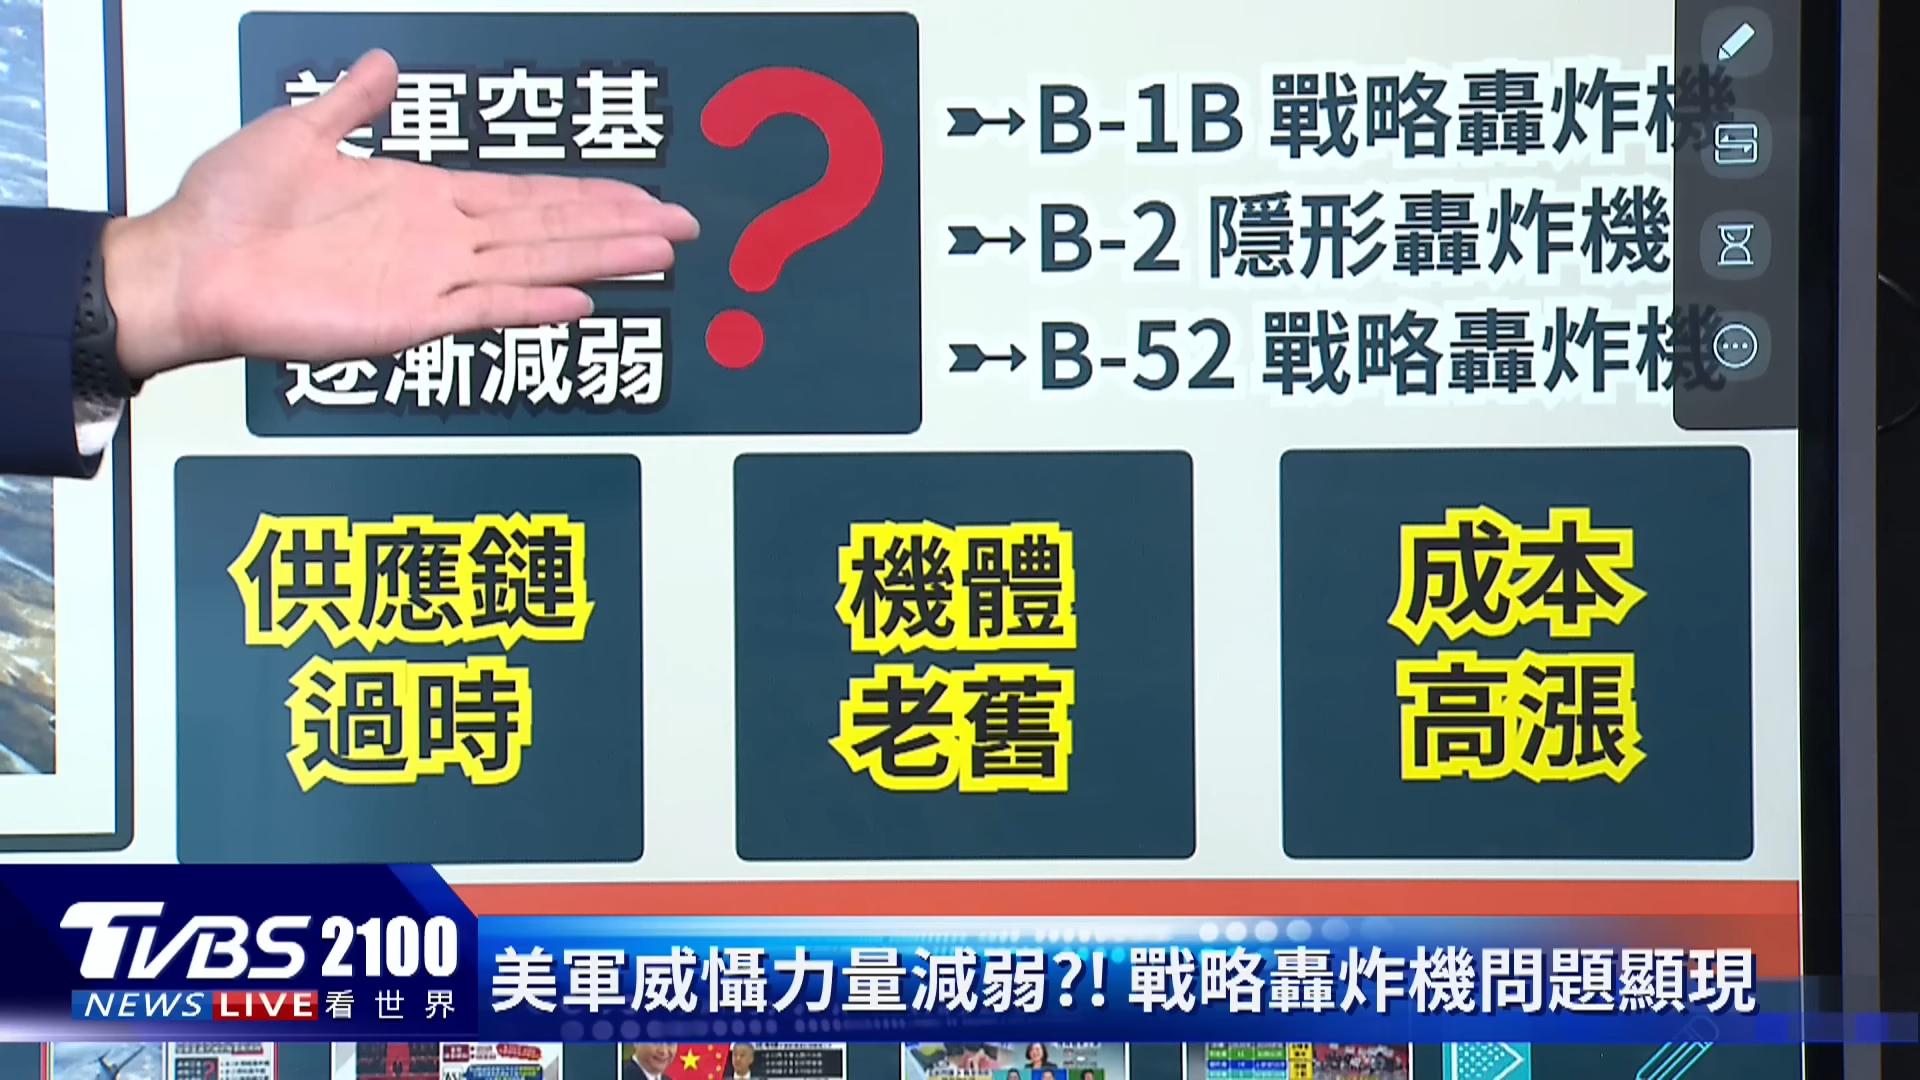 美軍空基
逐漸減弱
?
B-1B 戰略轟炸機
B-2 隱形轟炸機
B-52 戰略轟炸機
供應鏈
過時
機體
老舊
成本
高漲
TVBS 2100
NEWS LIVE 看世界
美軍威懾力量減弱?! 戰略轟炸機問題顯現